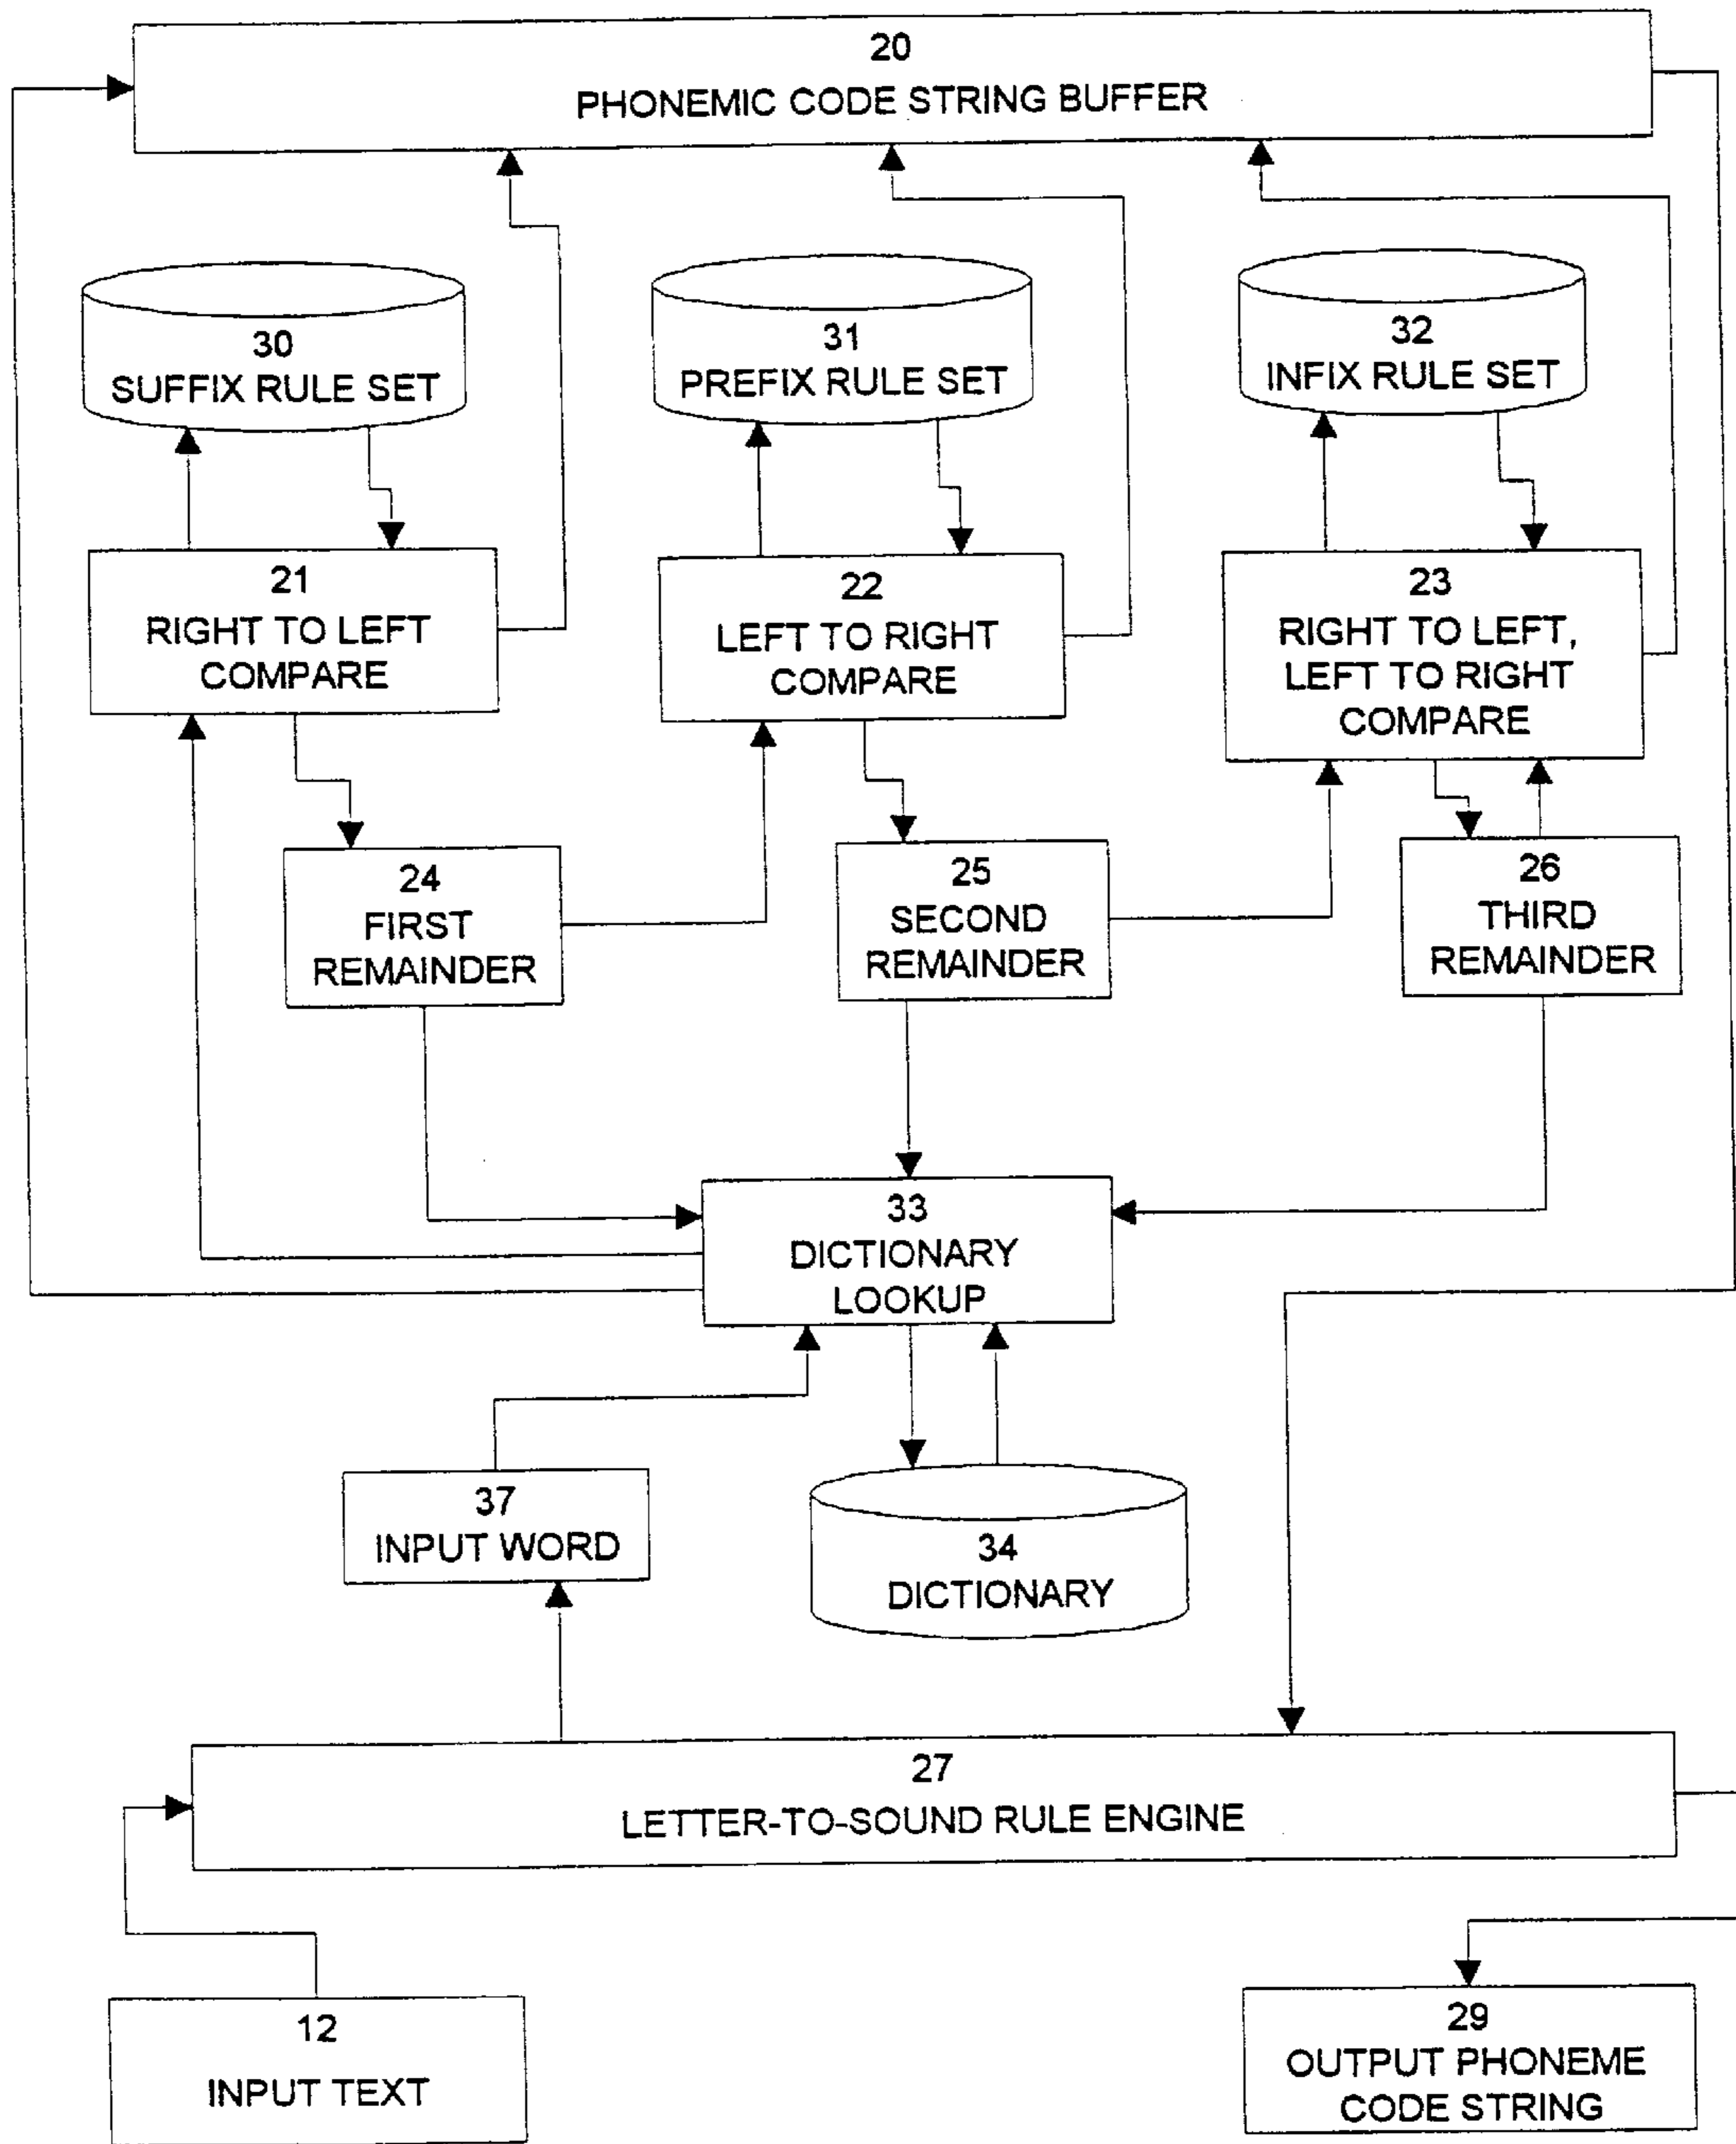 20
PHONEMIC CODE STRING BUFFER
30
SUFFIX RULE SET
31
PREFIX RULE SET
32
INFIX RULE SET
21
RIGHT TO LEFT
COMPARE
22
LEFT TO RIGHT
COMPARE
23
RIGHT TO LEFT,
LEFT TO RIGHT
COMPARE
24
FIRST
REMAINDER
25
SECOND
REMAINDER
26
THIRD
REMAINDER
33
DICTIONARY
LOOKUP
37
INPUT WORD
34
DICTIONARY
27
LETTER-TO-SOUND RULE ENGINE
12
INPUT TEXT
29
OUTPUT PHONEME
CODE STRING